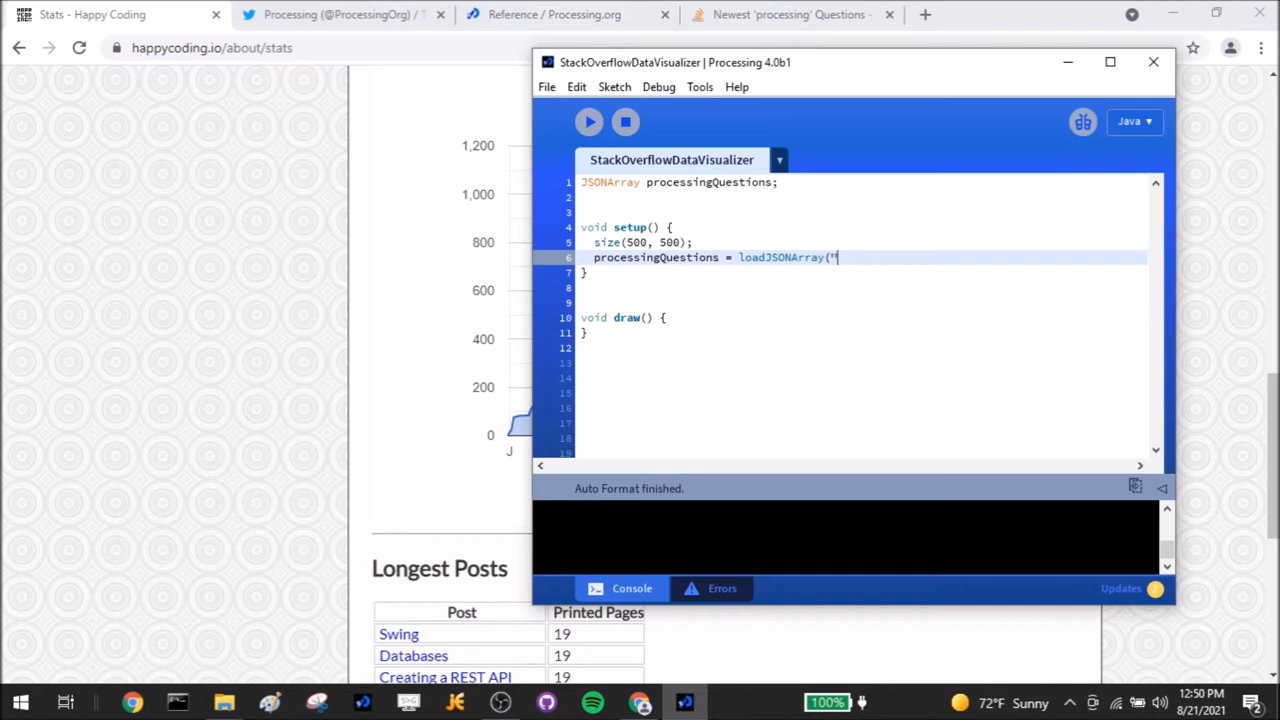 Stats - Happy Coding
Processing (@ProcessingOrg) / T
Reference / Processing.org
Newest 'processing' Questions -
happycoding.io/about/stats
StackOverflowDataVisualizer | Processing 4.0b1
File Edit Sketch Debug Tools Help
Java
StackOverflowDataVisualizer
1 JSONArray processingQuestions;
2
3
4 void setup() {
5 size(500, 500);
6 processingQuestions = loadJSONArray("
7 }
8
9
10 void draw() {
11 }
12
13
14
15
16
17
18
19
Auto Format finished.
Console
Errors
Updates
1,200
1,000
800
600
400
200
0
J
Longest Posts
Post Printed Pages
Swing 19
Databases 19
Creating a REST API 19
100%
72°F Sunny
12:50 PM
8/21/2021
2